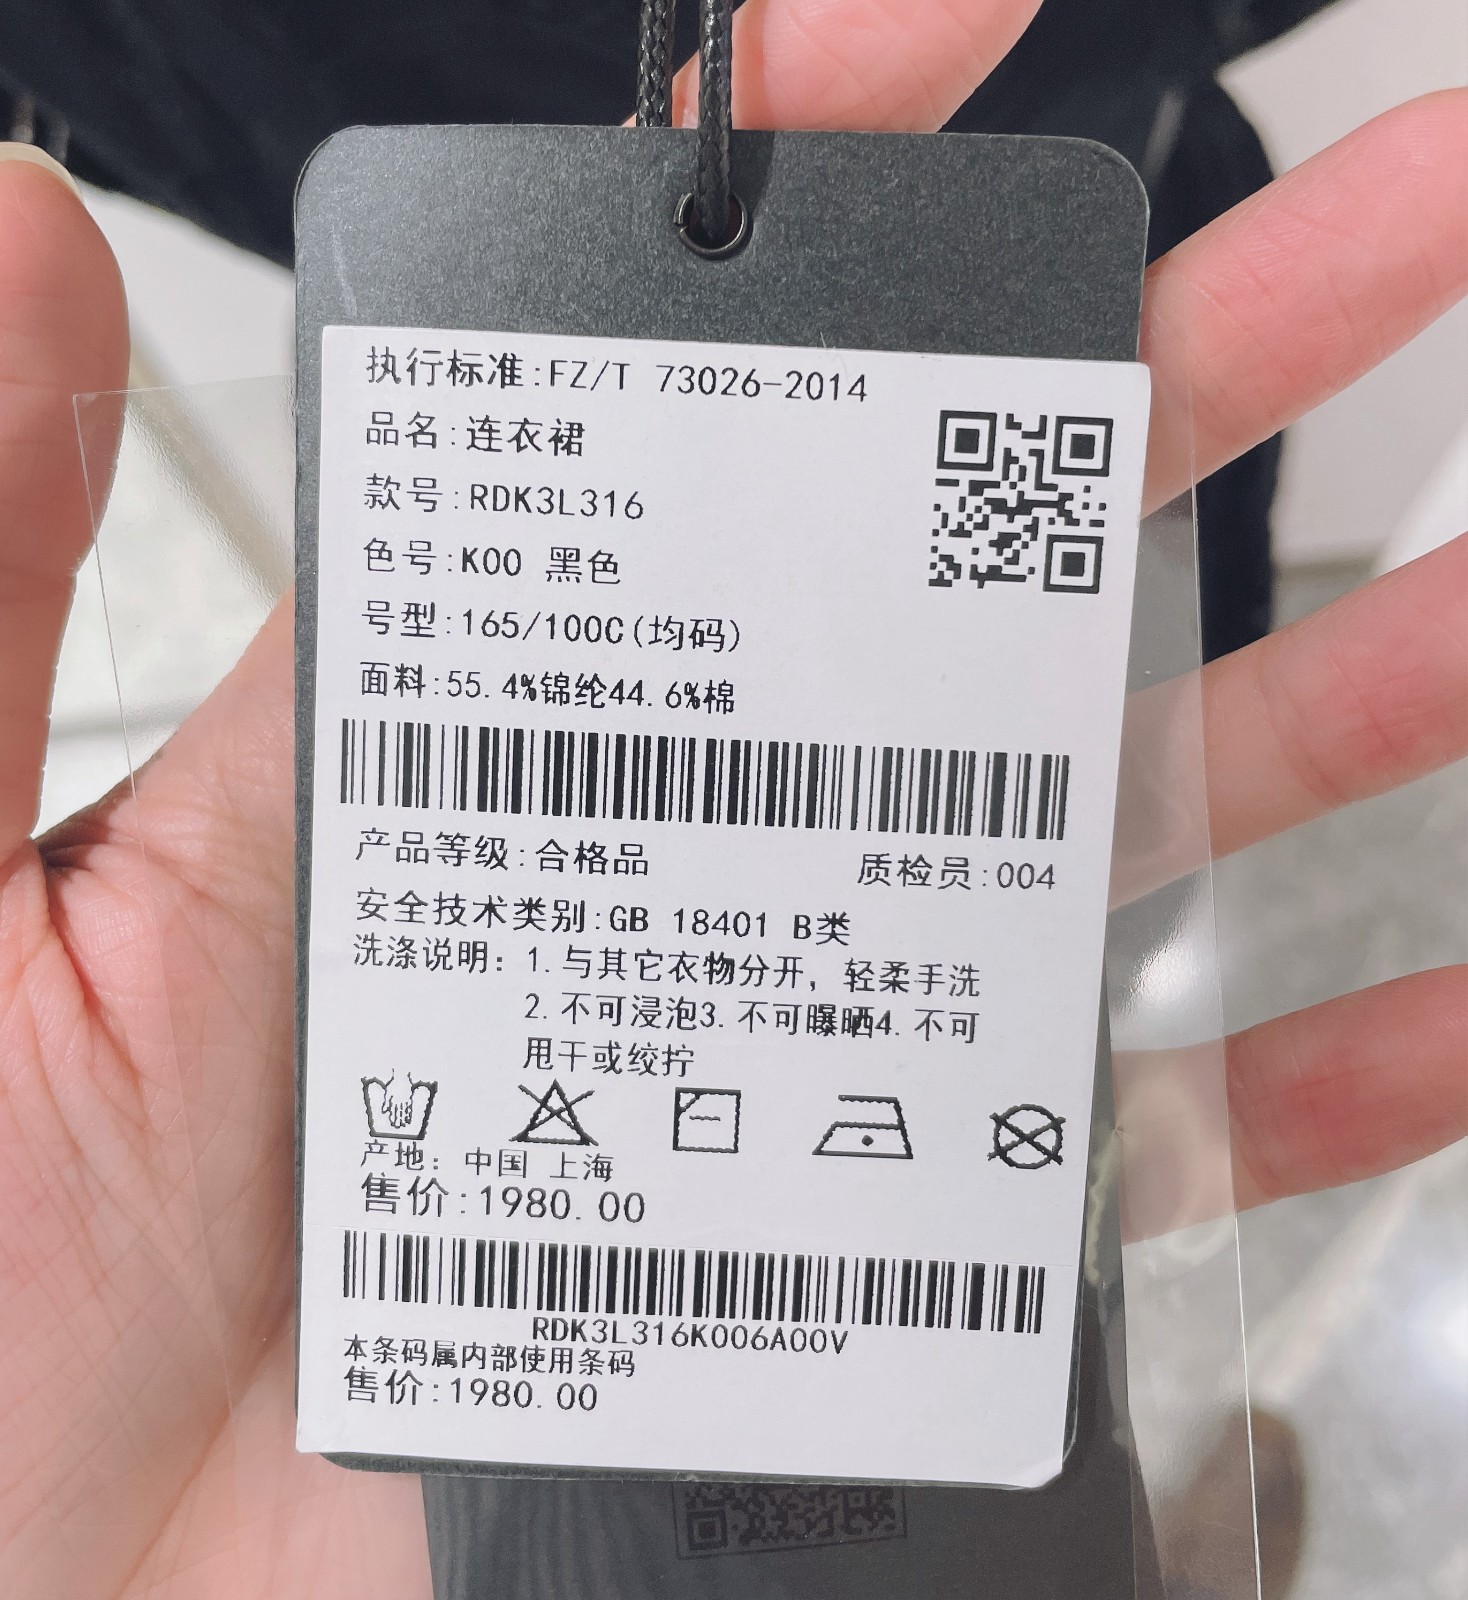 执行标准:FZ/T 73026-2014
品名:连衣裙
款号:RDK3L316
色号:K00 黑色
号型:165/100C(均码)
面料:55.4%锦纶44.6%棉
产品等级:合格品 质检员:004
安全技术类别:GB 18401 B类
洗涤说明: 1.与其它衣物分开, 轻柔手洗
2.不可浸泡3.不可曝晒4.不可
甩干或绞拧
产地: 中国 上海
售价:1980.00
RDK3L316K006A00V
本条码属内部使用条码
售价:1980.00